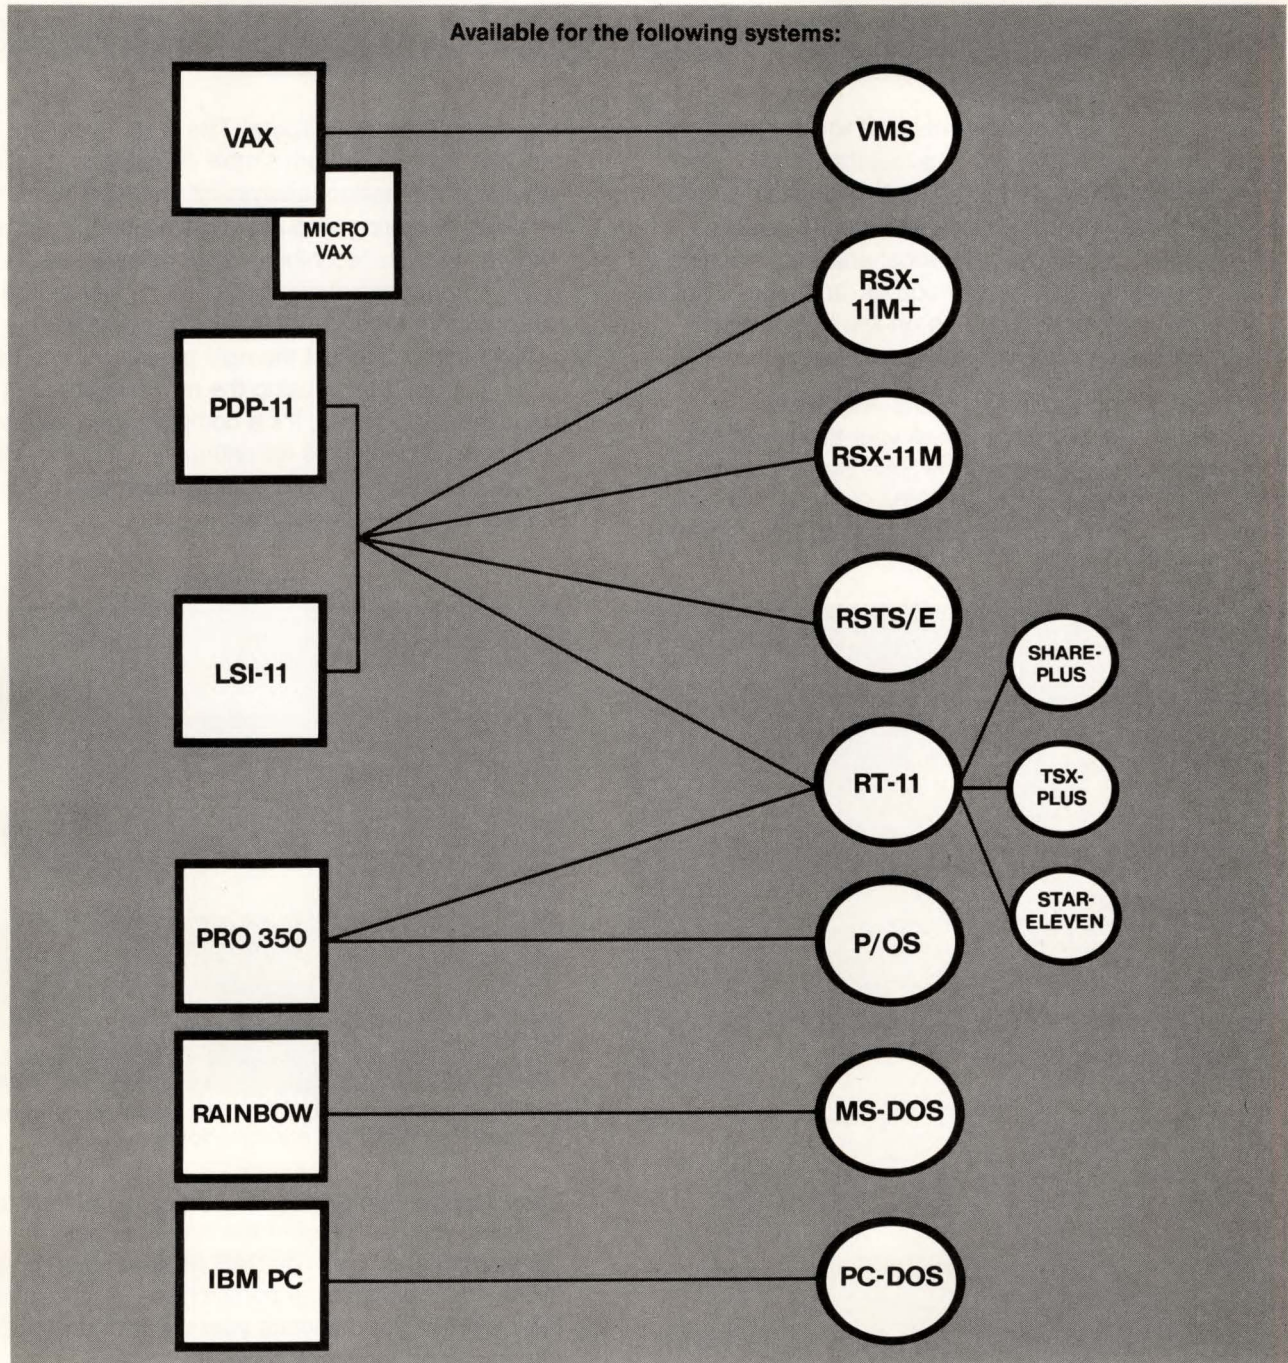 Available for the following systems:
VAX
VMS
MICRO
VAX
RSX-
11M+
PDP-11
RSX-11M
RSTS/E
LSI-11
SHARE-
PLUS
RT-11
TSX-
PLUS
STAR-
ELEVEN
PRO 350
P/OS
RAINBOW
MS-DOS
IBM PC
PC-DOS